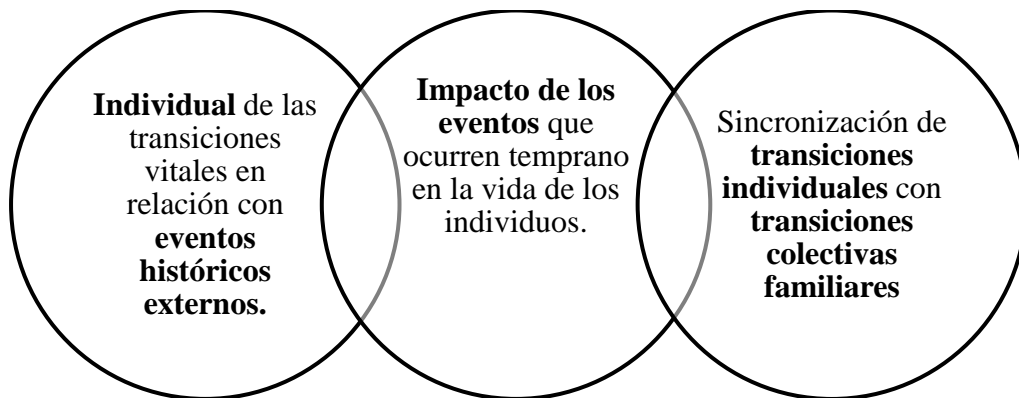 Individual de las
transiciones
vitales en
relación con
eventos
históricos
externos.
Impacto de los
eventos que
ocurren temprano
en la vida de los
individuos.
Sincronización de
transiciones
individuales con
transiciones
colectivas
familiares